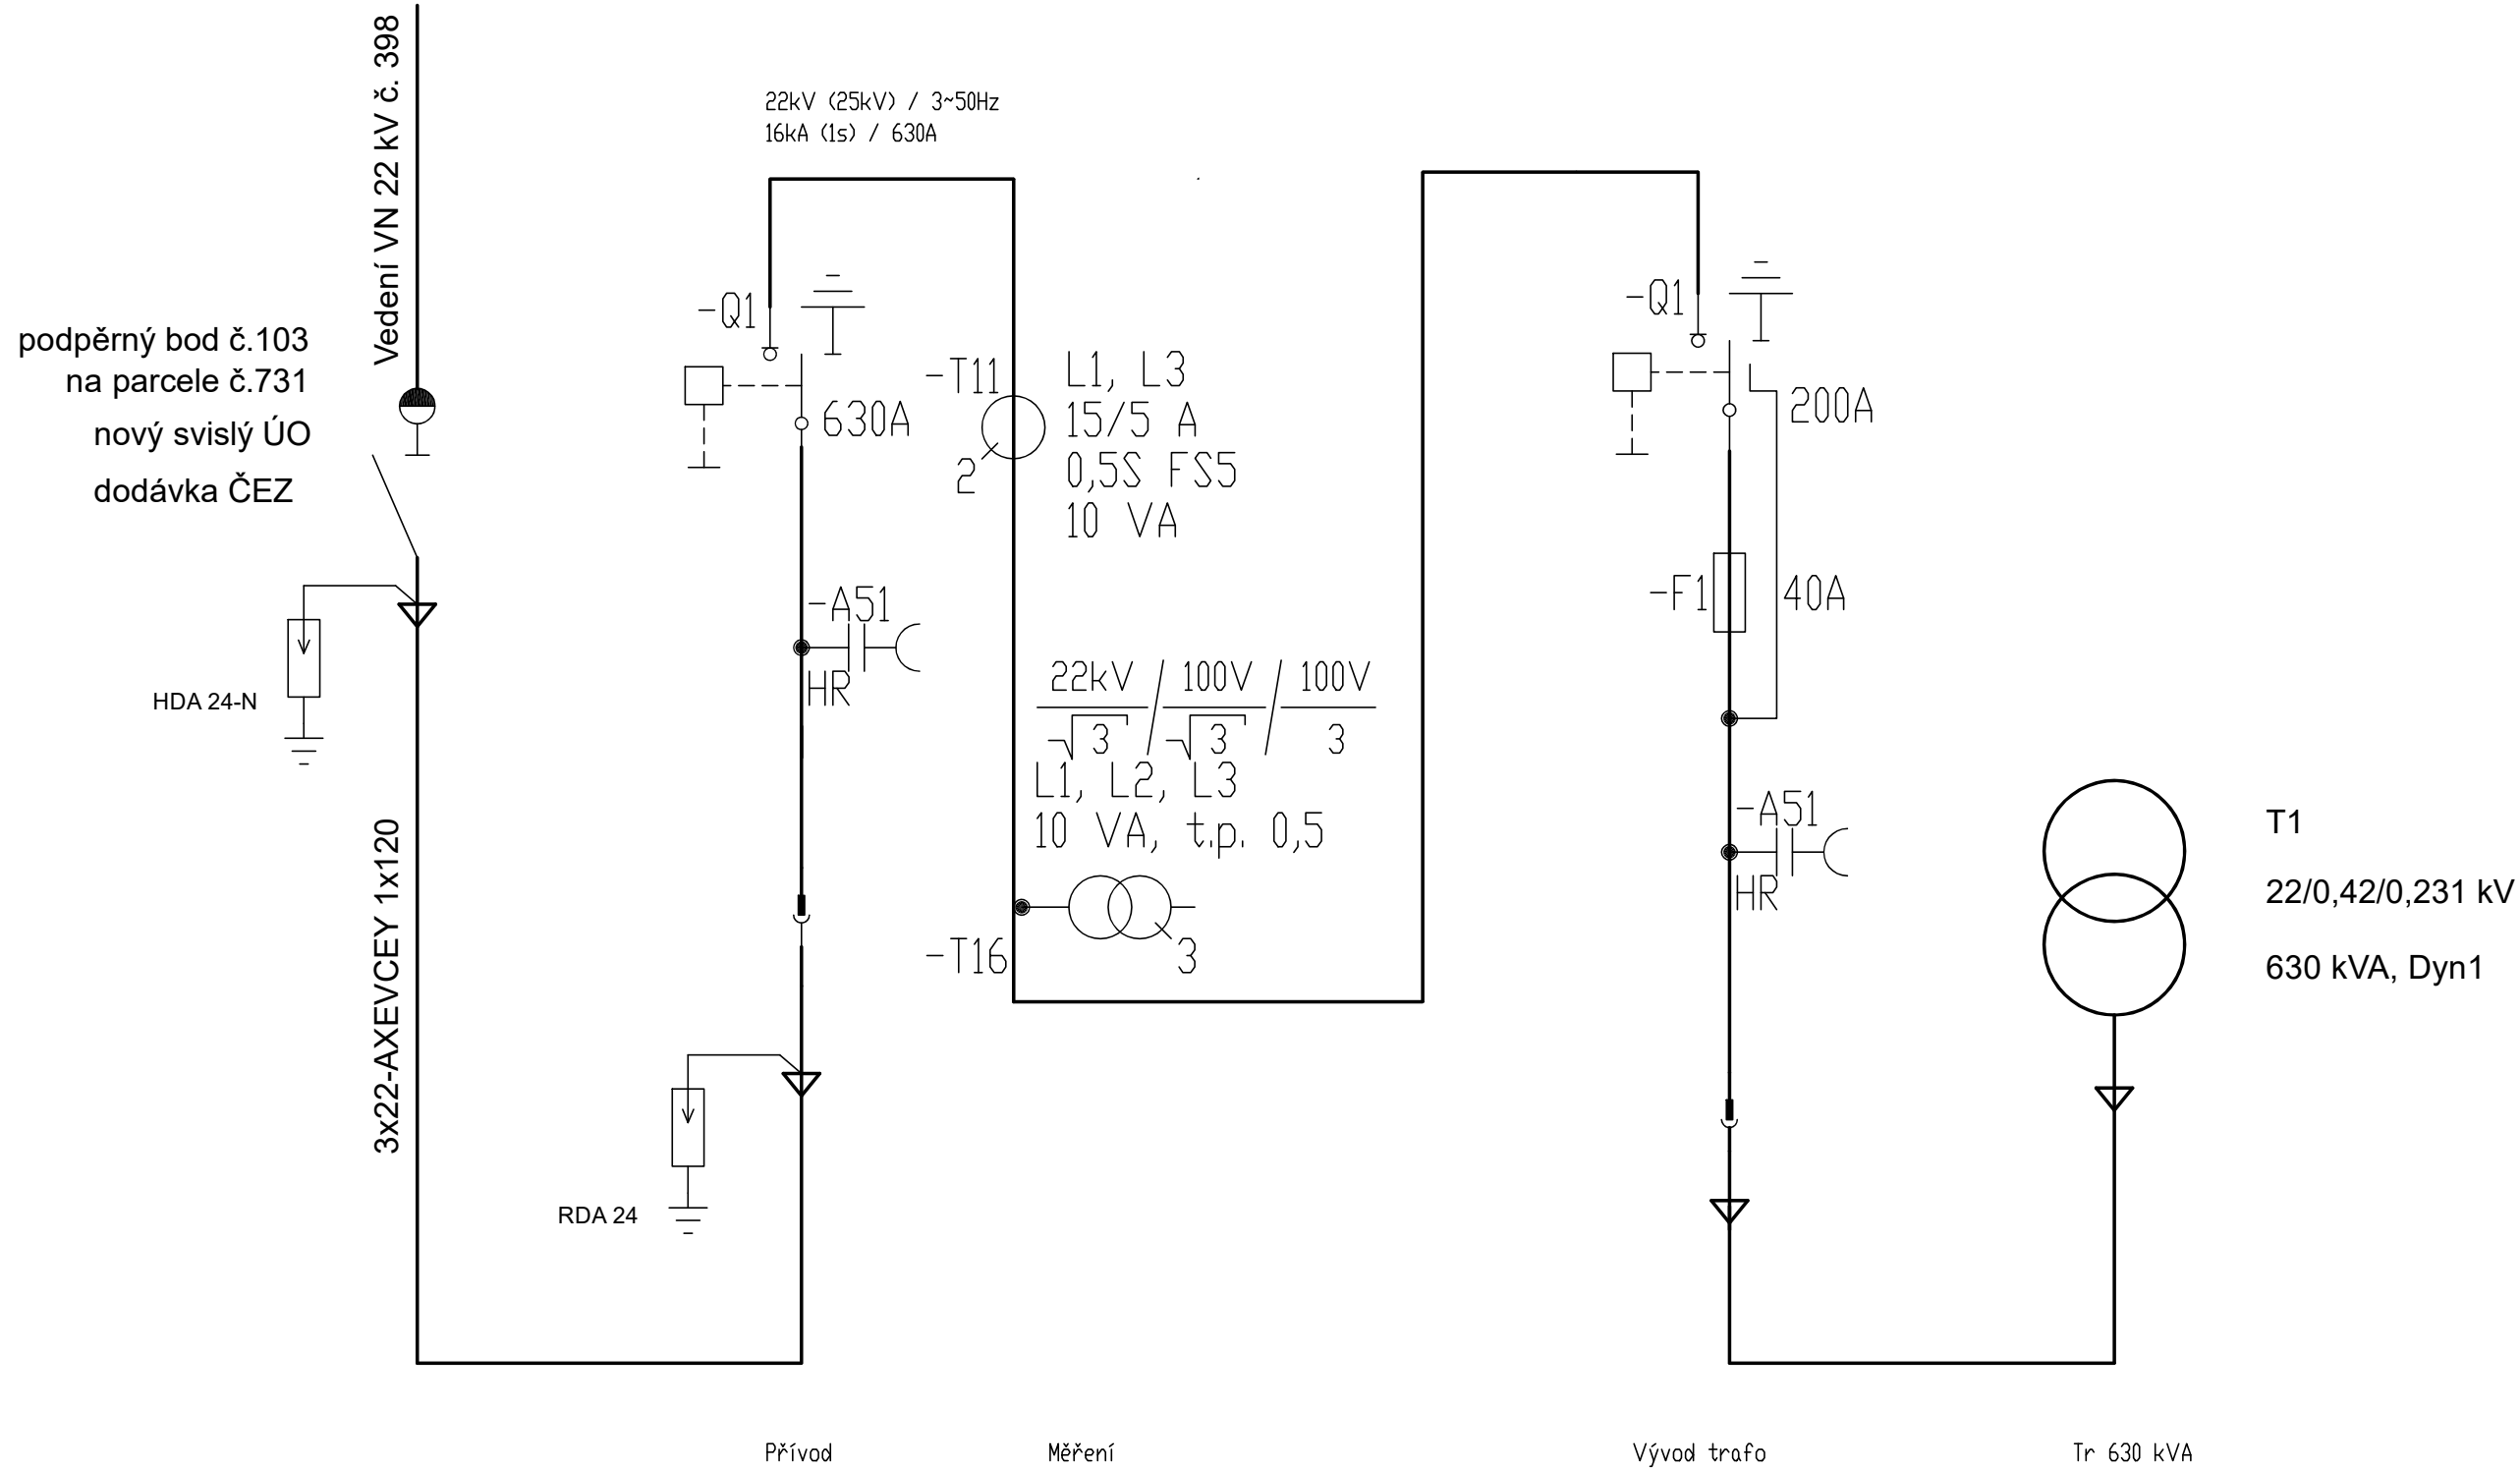 Vedení VN 22 kV č. 398
podpěrný bod č.103
na parcele č.731
nový svislý ÚO
dodávka ČEZ
HDA 24-N
3x22-AXEVCEY 1x120
RDA 24
22kV (25kV) / 3~50Hz
16kA (1s) / 630A
-Q1
630A
-A51
HR
-T11
2
L1, L3
15/5 A
0,5S FS5
10 VA
22kV / 100V / 100V
√3 / √3 / 3
L1, L2, L3
10 VA, t.p. 0,5
-T16
3
-Q1
200A
-F1
40A
-A51
HR
T1
22/0,42/0,231 kV
630 kVA, Dyn1
Přívod
Měření
Vývod trafo
Tr 630 kVA